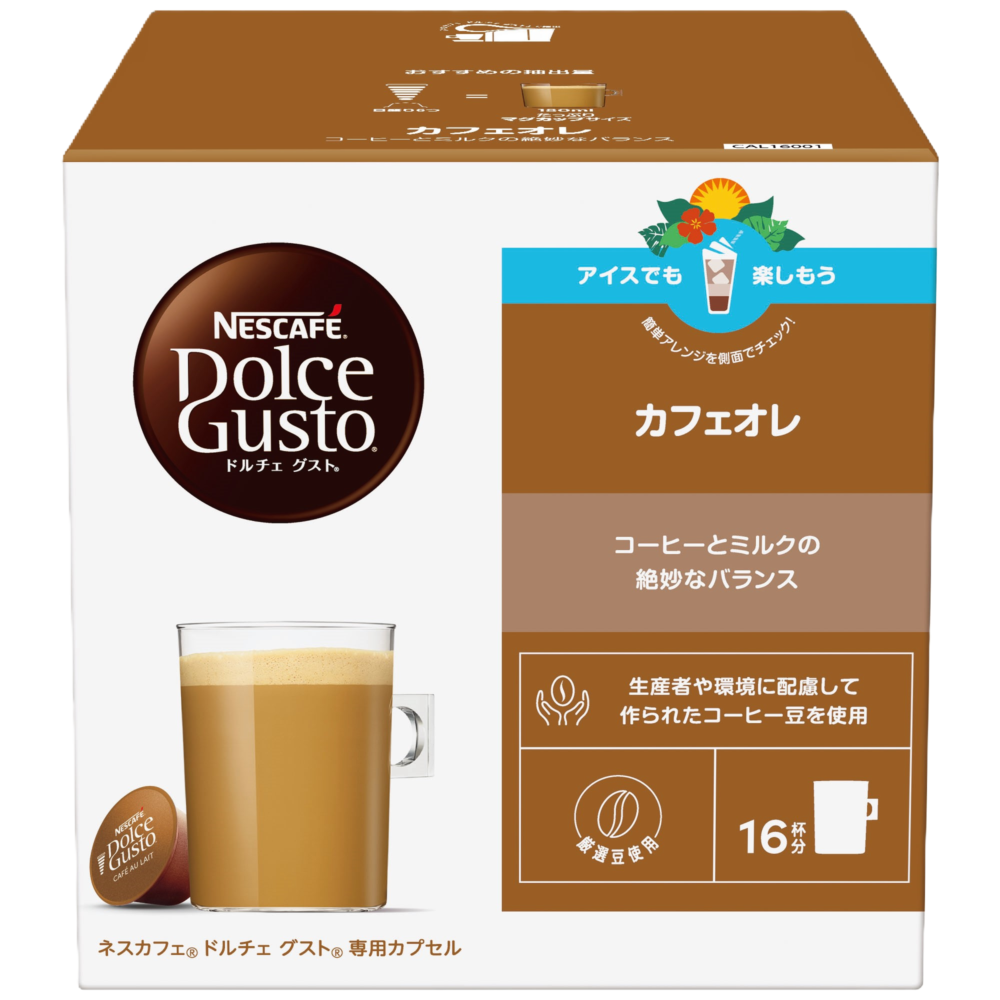 おすすめの抽出量
=
180ml
たっぷり
マグカップサイズ
カフェオレ
コーヒーとミルクの絶妙なバランス
CAL16001
アイスでも 楽しもう
簡単アレンジを側面でチェック!
NESCAFÉ®
DOLCE
GUSTO®
ドルチェ グスト®
カフェオレ
コーヒーとミルクの
絶妙なバランス
生産者や環境に配慮して
作られたコーヒー豆を使用
厳選豆使用
16杯分
NESCAFÉ
DOLCE
GUSTO
CAFÉ AU LAIT
ネスカフェ® ドルチェ グスト® 専用カプセル